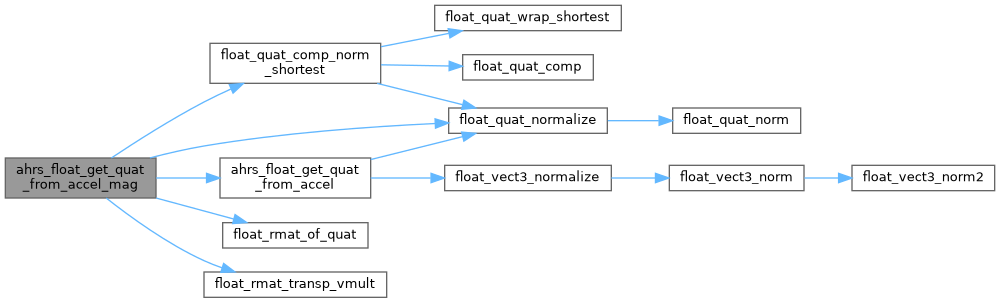 float_quat_wrap_shortest
float_quat_comp_norm
_shortest
float_quat_comp
float_quat_normalize
float_quat_norm
ahrs_float_get_quat
_from_accel_mag
ahrs_float_get_quat
_from_accel
float_vect3_normalize
float_vect3_norm
float_vect3_norm2
float_rmat_of_quat
float_rmat_transp_vmult